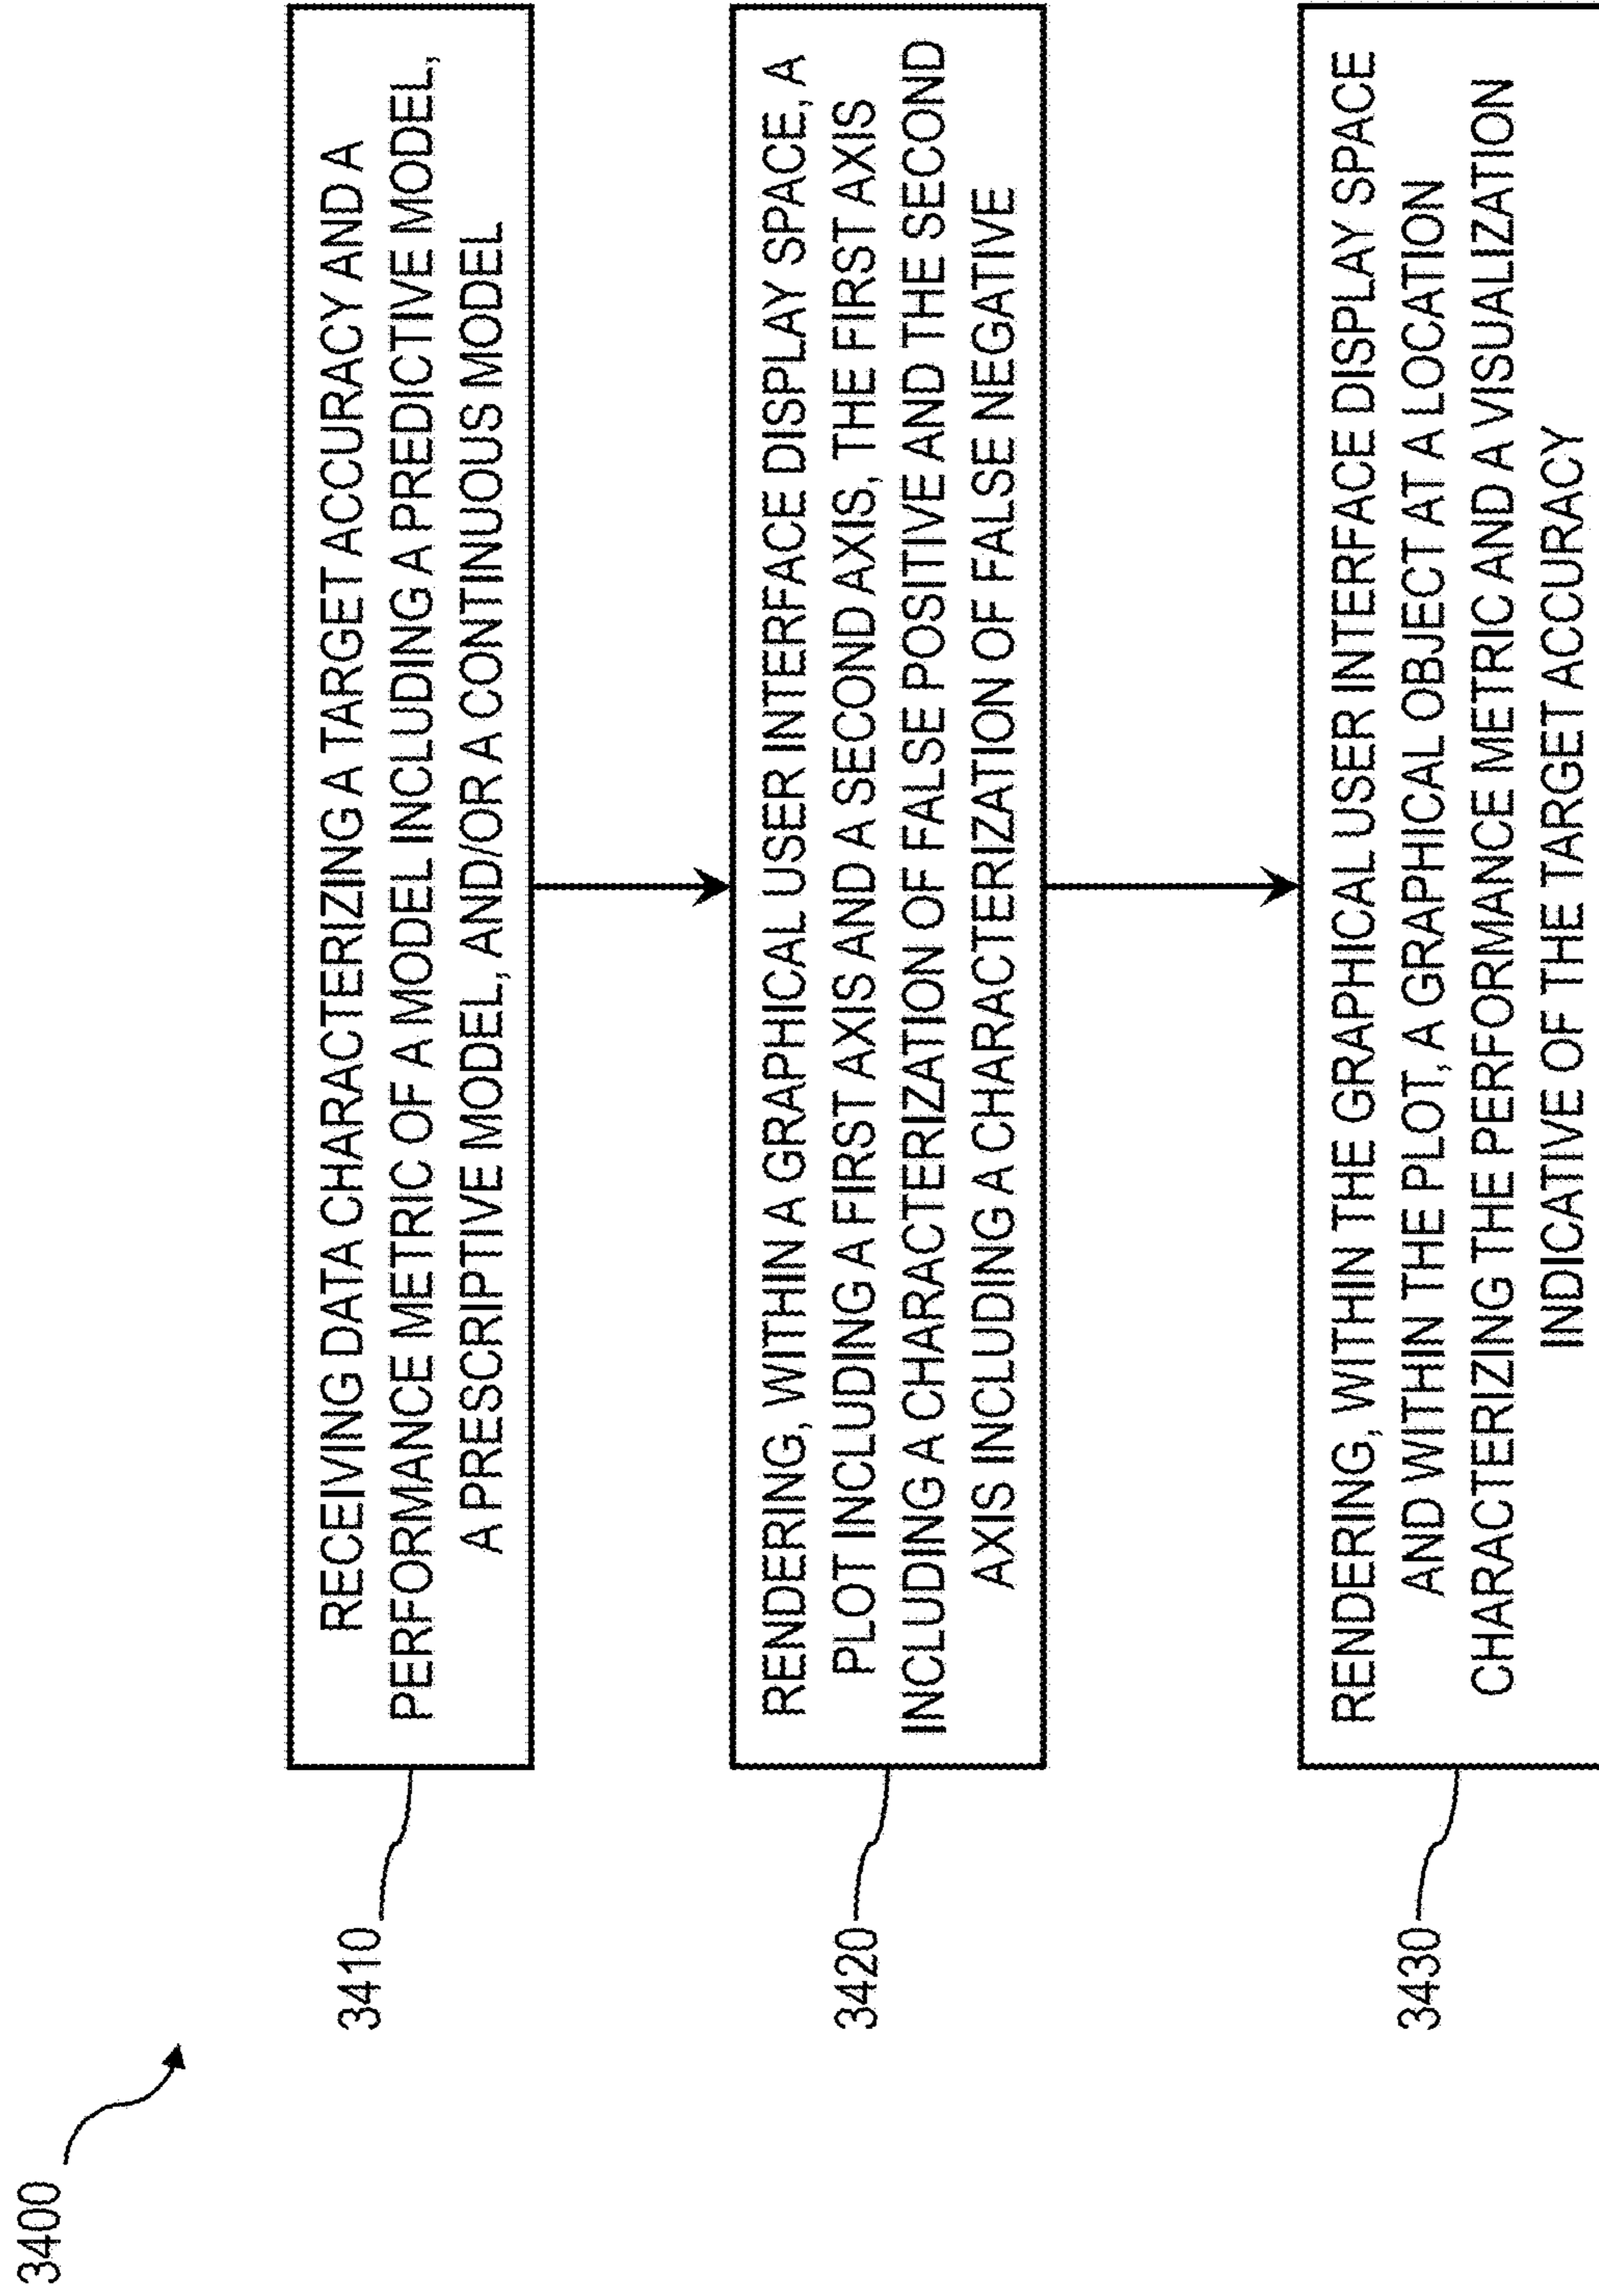 3400
3410
RECEIVING DATA CHARACTERIZING A TARGET ACCURACY AND A
PERFORMANCE METRIC OF A MODEL INCLUDING A PREDICTIVE MODEL,
A PRESCRIPTIVE MODEL, AND/OR A CONTINUOUS MODEL
3420
RENDERING, WITHIN A GRAPHICAL USER INTERFACE DISPLAY SPACE, A
PLOT INCLUDING A FIRST AXIS AND A SECOND AXIS, THE FIRST AXIS
INCLUDING A CHARACTERIZATION OF FALSE POSITIVE AND THE SECOND
AXIS INCLUDING A CHARACTERIZATION OF FALSE NEGATIVE
3430
RENDERING, WITHIN THE GRAPHICAL USER INTERFACE DISPLAY SPACE
AND WITHIN THE PLOT, A GRAPHICAL OBJECT AT A LOCATION
CHARACTERIZING THE PERFORMANCE METRIC AND A VISUALIZATION
INDICATIVE OF THE TARGET ACCURACY